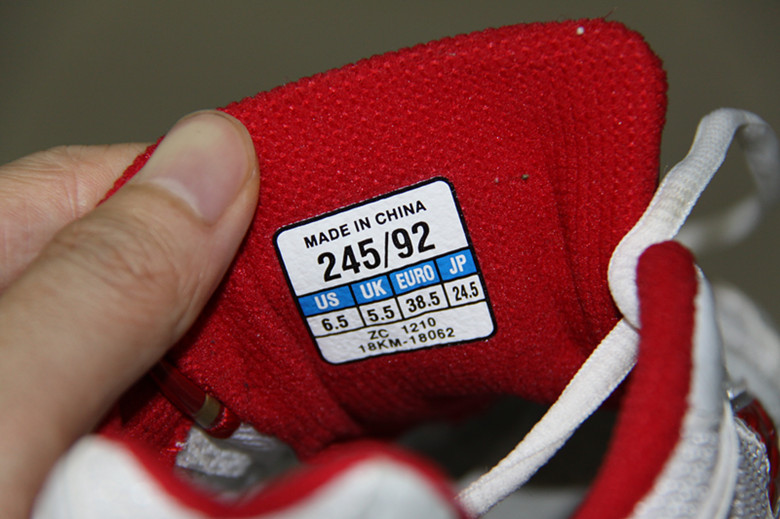 MADE IN CHINA
245/92
US UK EURO JP
6.5 5.5 38.5 24.5
ZC 1210
18KM-18062